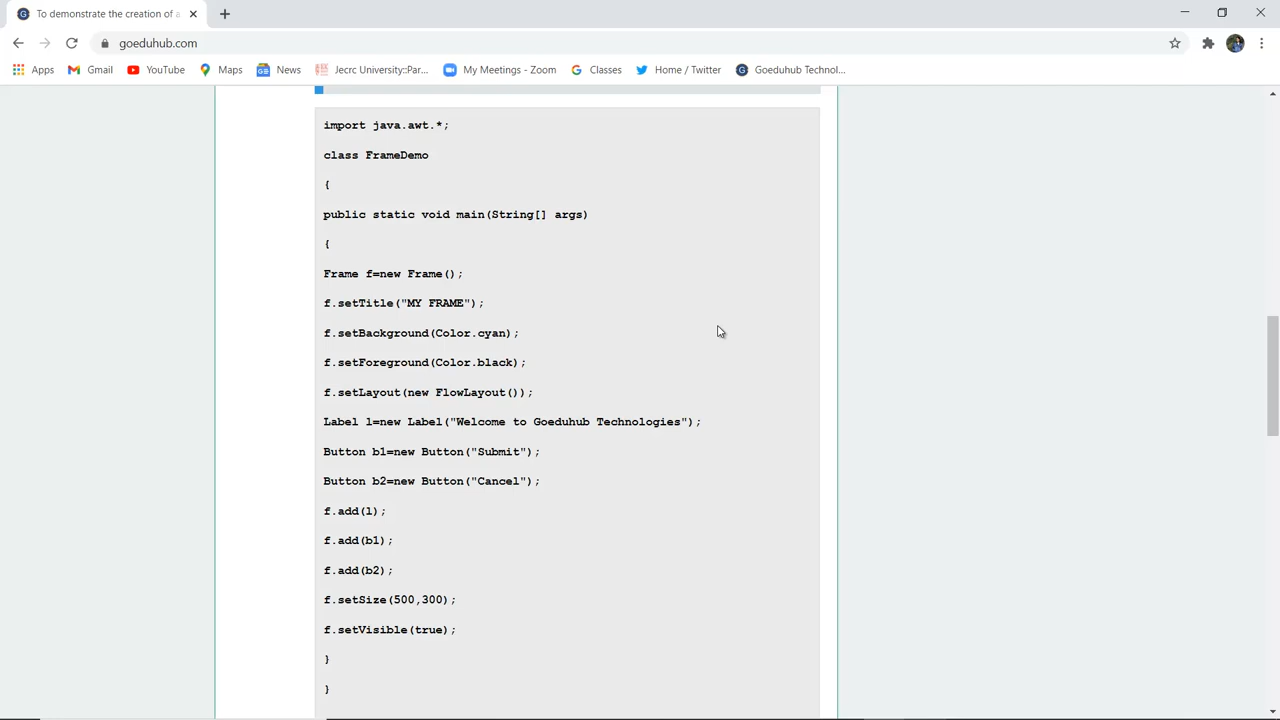 To demonstrate the creation of a
goeduhub.com
Apps Gmail YouTube Maps News Jecrc University::Par... My Meetings - Zoom Classes Home / Twitter Goeduhub Technol...
import java.awt.*;
class FrameDemo
{
public static void main(String[] args)
{
Frame f=new Frame();
f.setTitle("MY FRAME");
f.setBackground(Color.cyan);
f.setForeground(Color.black);
f.setLayout(new FlowLayout());
Label l=new Label("Welcome to Goeduhub Technologies");
Button b1=new Button("Submit");
Button b2=new Button("Cancel");
f.add(l);
f.add(b1);
f.add(b2);
f.setSize(500,300);
f.setVisible(true);
}
}